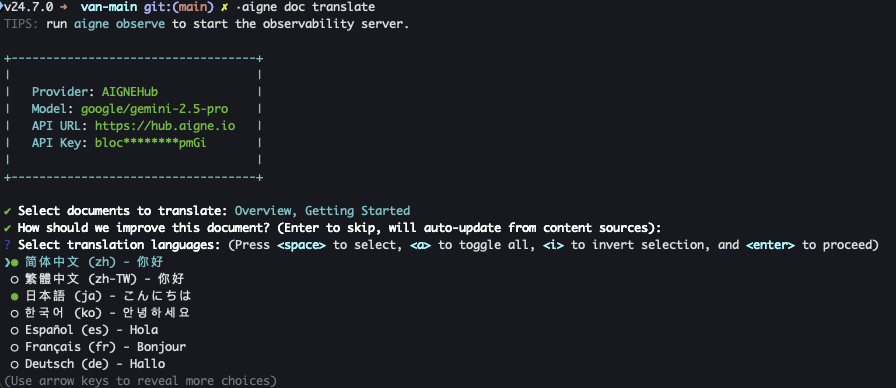 v24.7.0 ➜ van-main git:(main) ✗ ·aigne doc translate
TIPS: run aigne observe to start the observability server.
Provider: AIGNEHub
Model: google/gemini-2.5-pro
API URL: https://hub.aigne.io
API Key: bloc********pmGi
✔ Select documents to translate: Overview, Getting Started
✔ How should we improve this document? (Enter to skip, will auto-update from content sources):
? Select translation languages: (Press <space> to select, <a> to toggle all, <i> to invert selection, and <enter> to proceed)
❯◉ 简体中文 (zh) - 你好
◯ 繁體中文 (zh-TW) - 你好
◉ 日本語 (ja) - こんにちは
◯ 한국어 (ko) - 안녕하세요
◯ Español (es) - Hola
◯ Français (fr) - Bonjour
◯ Deutsch (de) - Hallo
(Use arrow keys to reveal more choices)